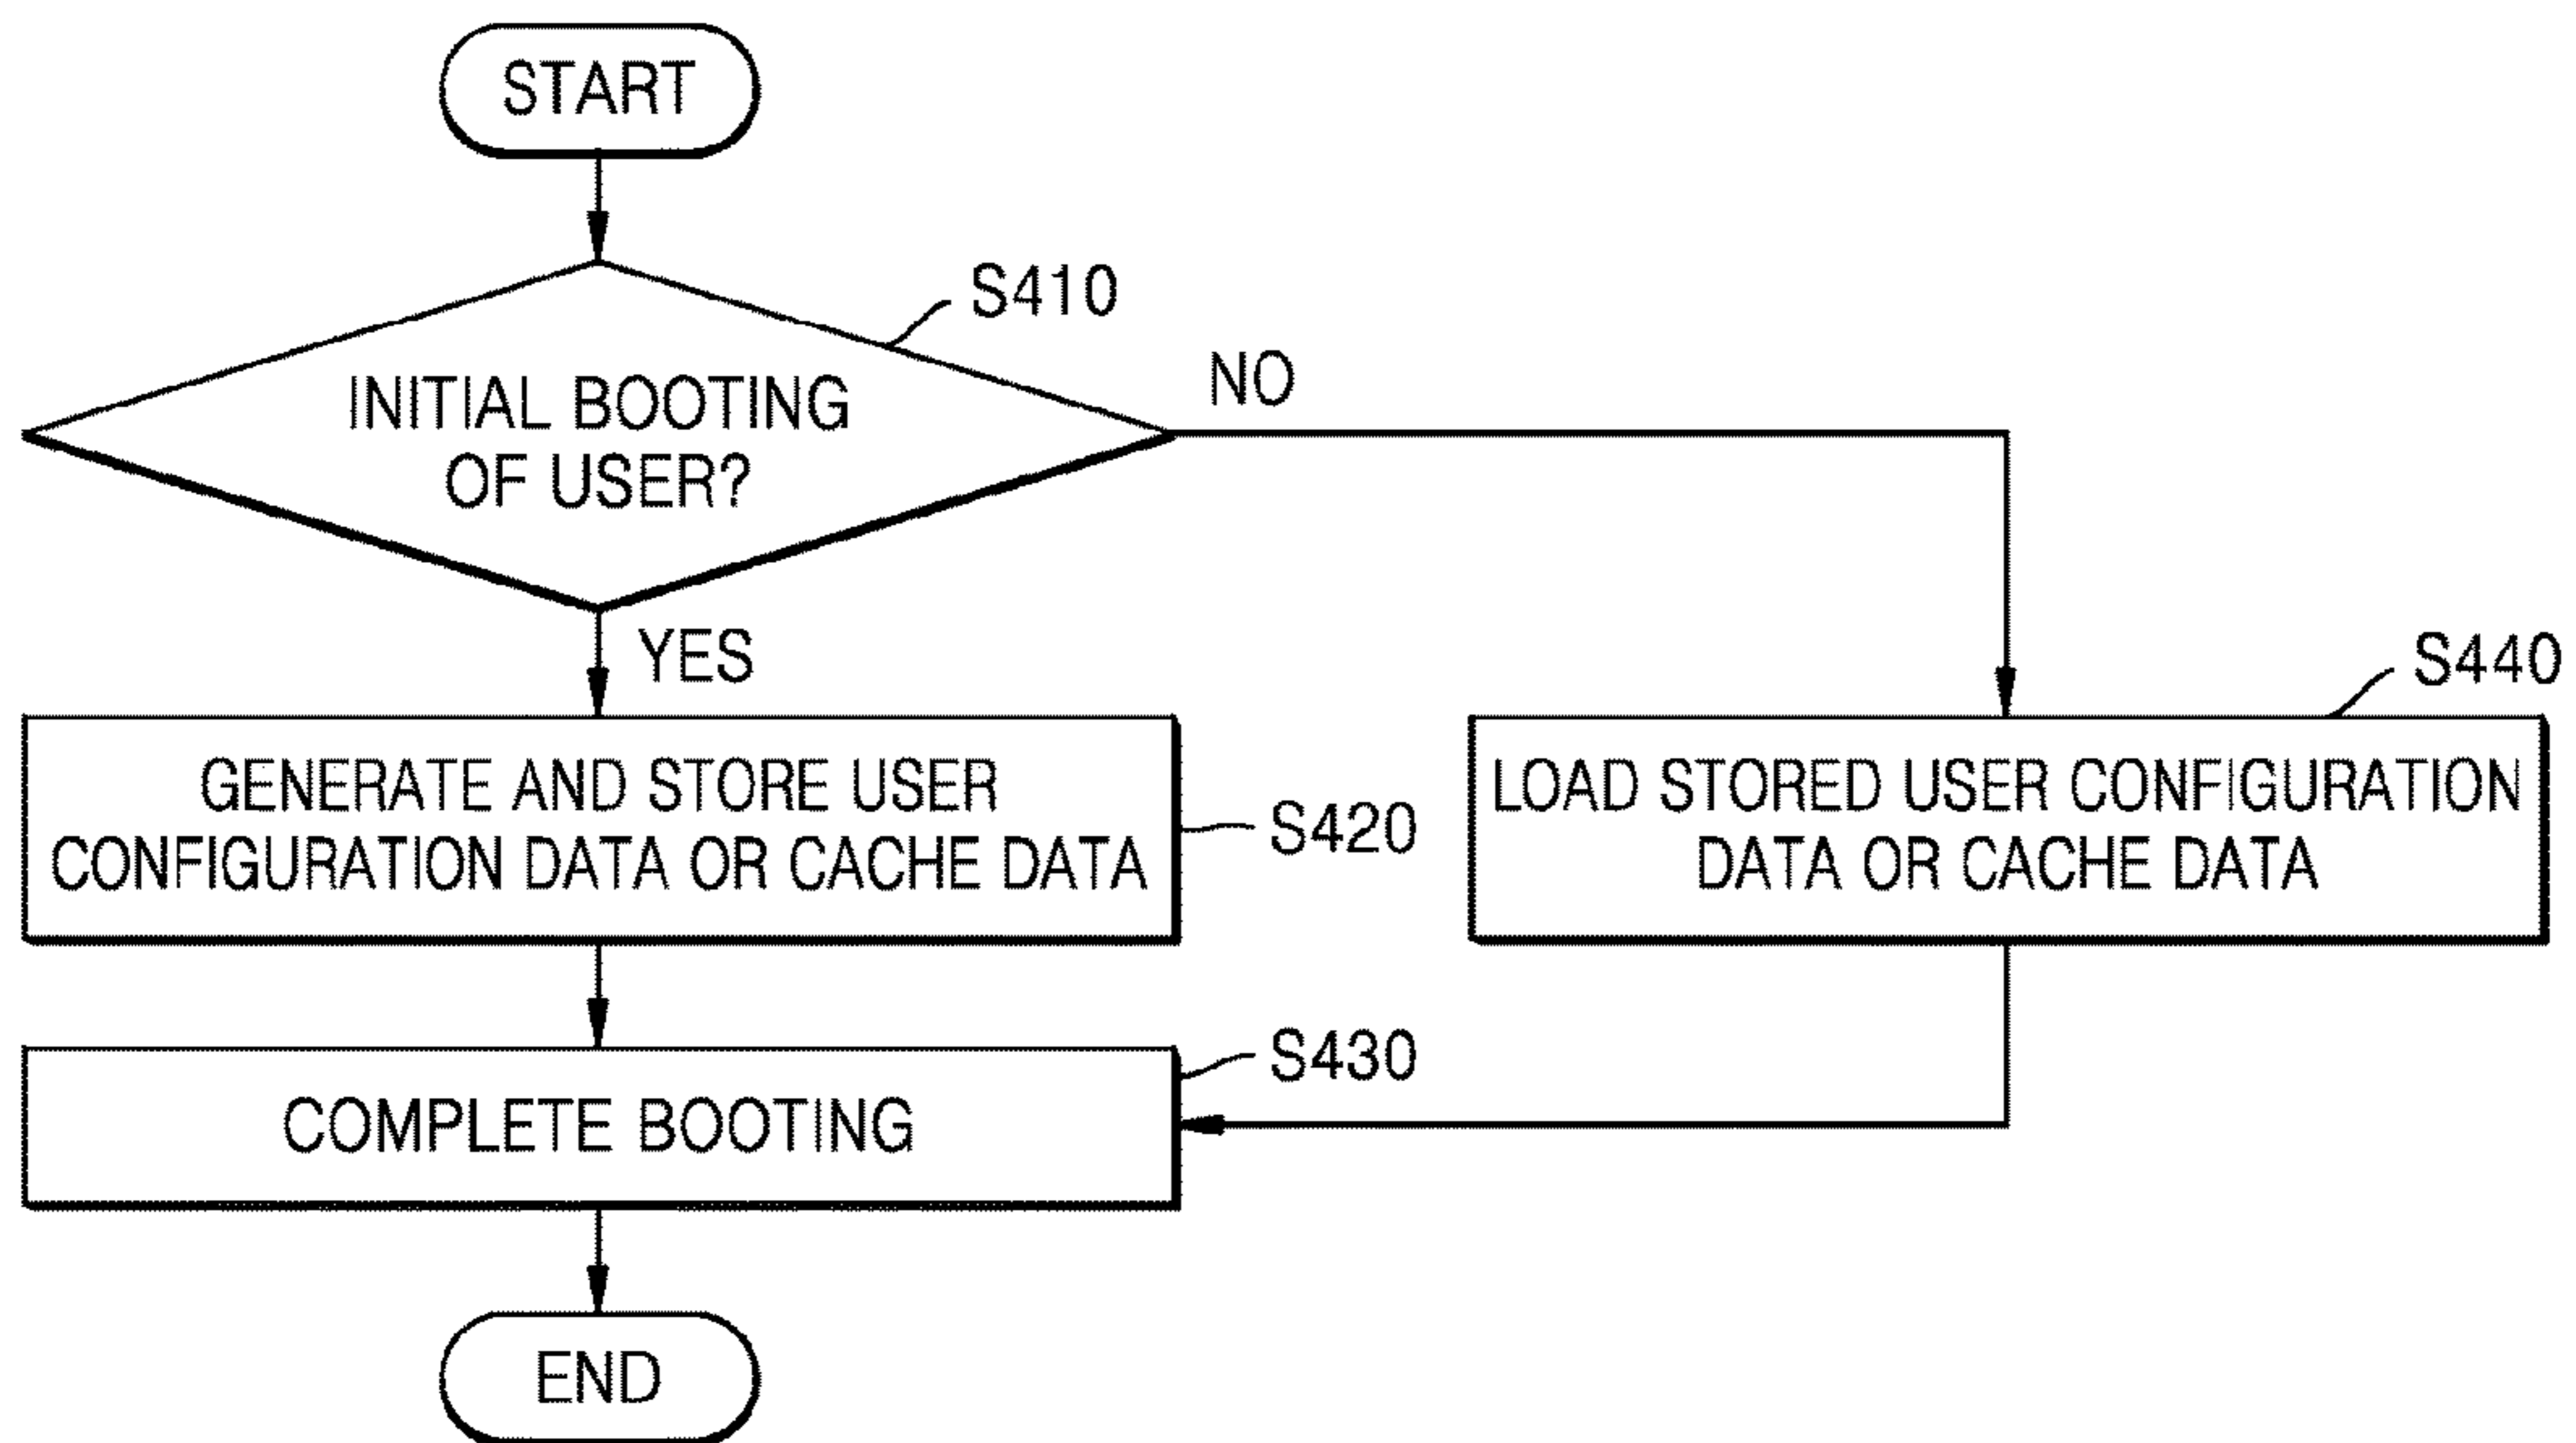 START
S410
INITIAL BOOTING
OF USER?
NO
YES
GENERATE AND STORE USER
CONFIGURATION DATA OR CACHE DATA
S420
S440
LOAD STORED USER CONFIGURATION
DATA OR CACHE DATA
S430
COMPLETE BOOTING
END